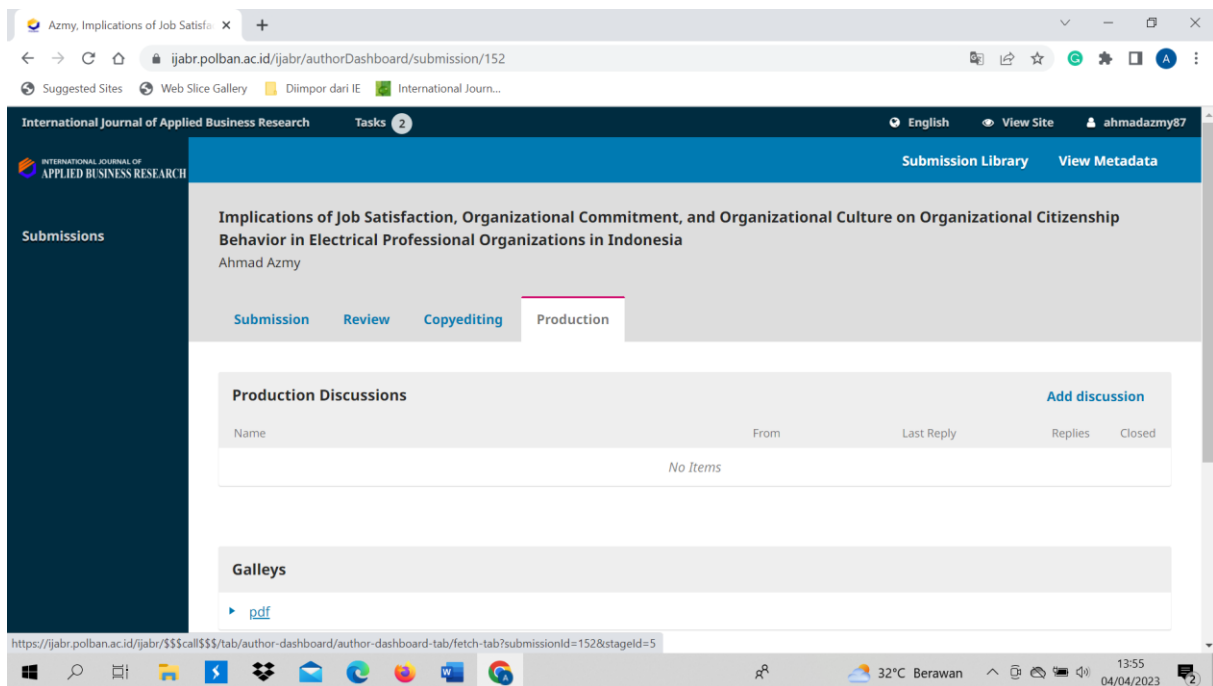 Azmy, Implications of Job Satisfa
ijabr.polban.ac.id/ijabr/authorDashboard/submission/152
A
Suggested Sites Web Slice Gallery Diimpor dari IE International Journ...
International Journal of Applied Business Research Tasks 2 English View Site ahmadazmy87
INTERNATIONAL JOURNAL OF
APPLIED BUSINESS RESEARCH
Submission Library View Metadata
Submissions
Implications of Job Satisfaction, Organizational Commitment, and Organizational Culture on Organizational Citizenship
Behavior in Electrical Professional Organizations in Indonesia
Ahmad Azmy
Submission Review Copyediting Production
Production Discussions Add discussion
Name From Last Reply Replies Closed
No Items
Galleys
pdf
https://ijabr.polban.ac.id/ijabr/$$$call$$$/tab/author-dashboard/author-dashboard-tab/fetch-tab?submissionId=152&stageId=5
32°C Berawan
13:55
04/04/2023
2